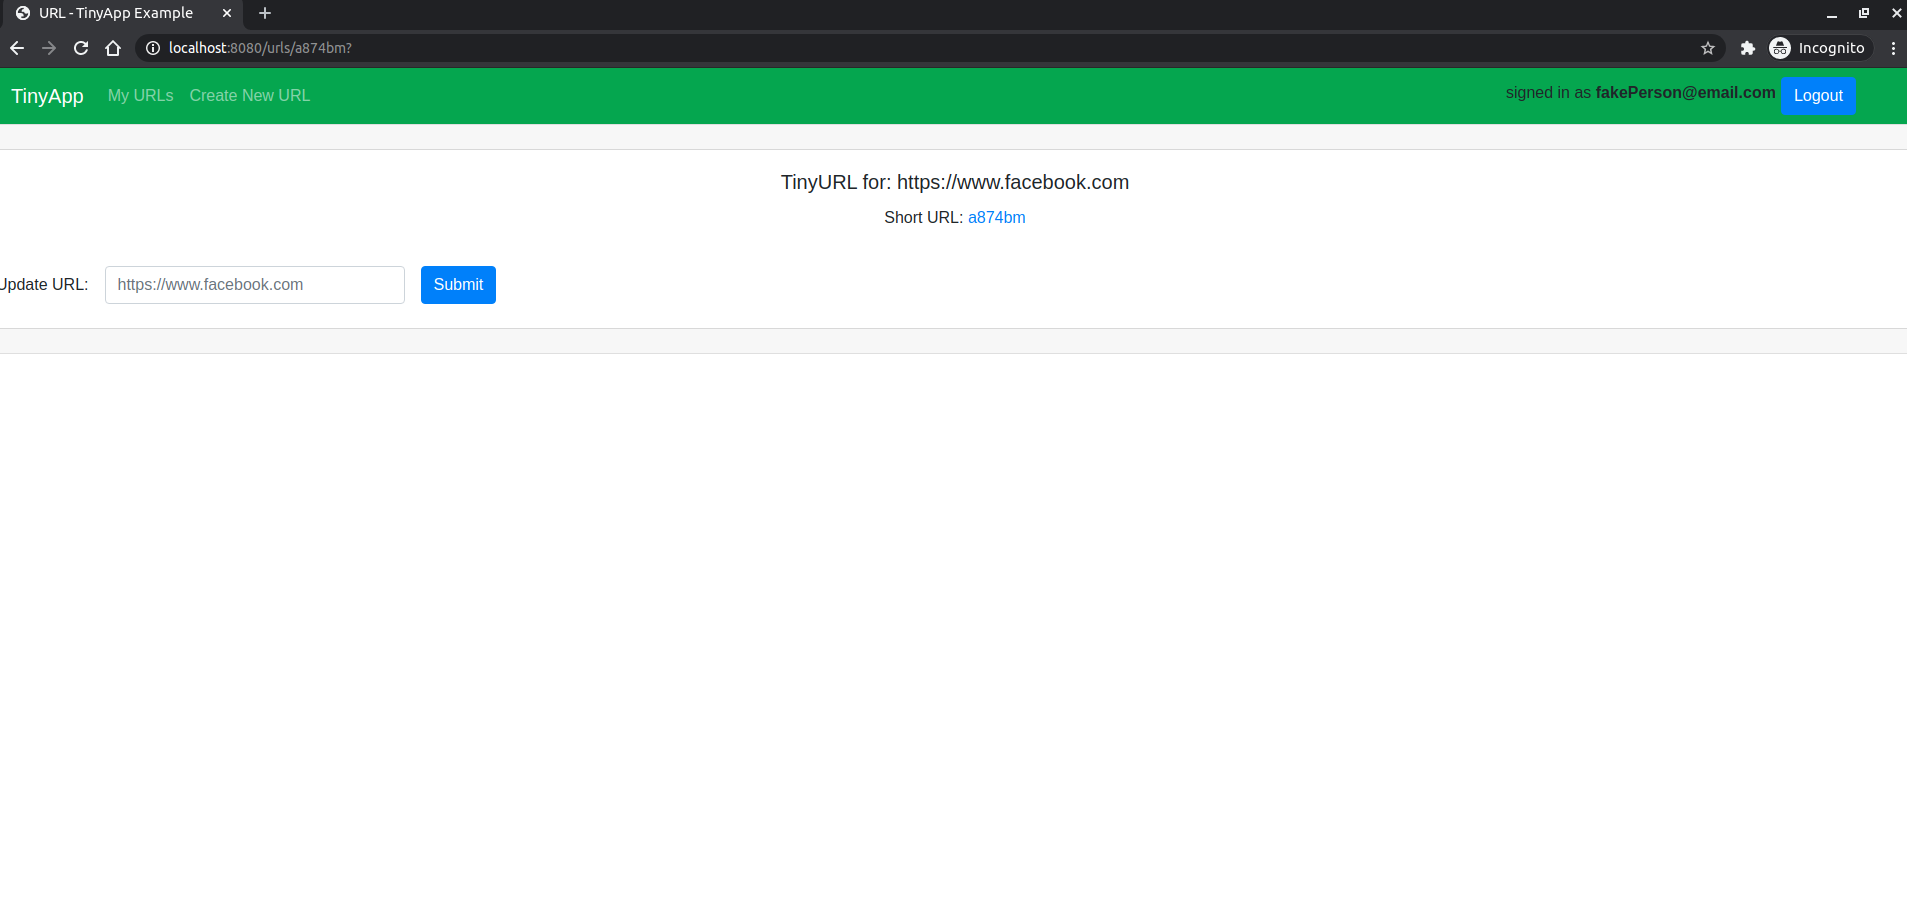 URL - TinyApp Example
localhost:8080/urls/a874bm?
Incognito
TinyApp My URLs Create New URL signed in as fakePerson@email.com Logout
TinyURL for: https://www.facebook.com
Short URL: a874bm
Update URL: https://www.facebook.com Submit